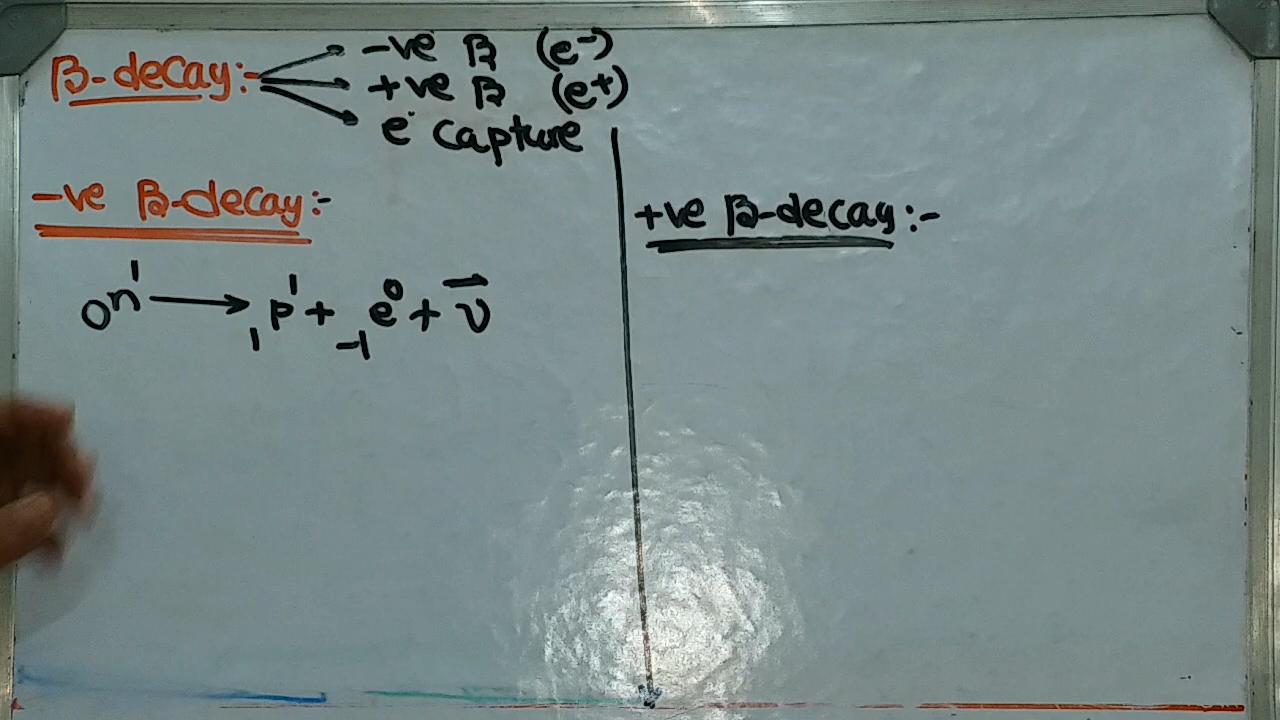 β-decay:- -ve β (e⁻)
+ve β (e⁺)
e⁻ capture
-ve β-decay:-
₀n¹ → ₁p¹ + ₋₁e⁰ + ν⃗
+ve β-decay:-